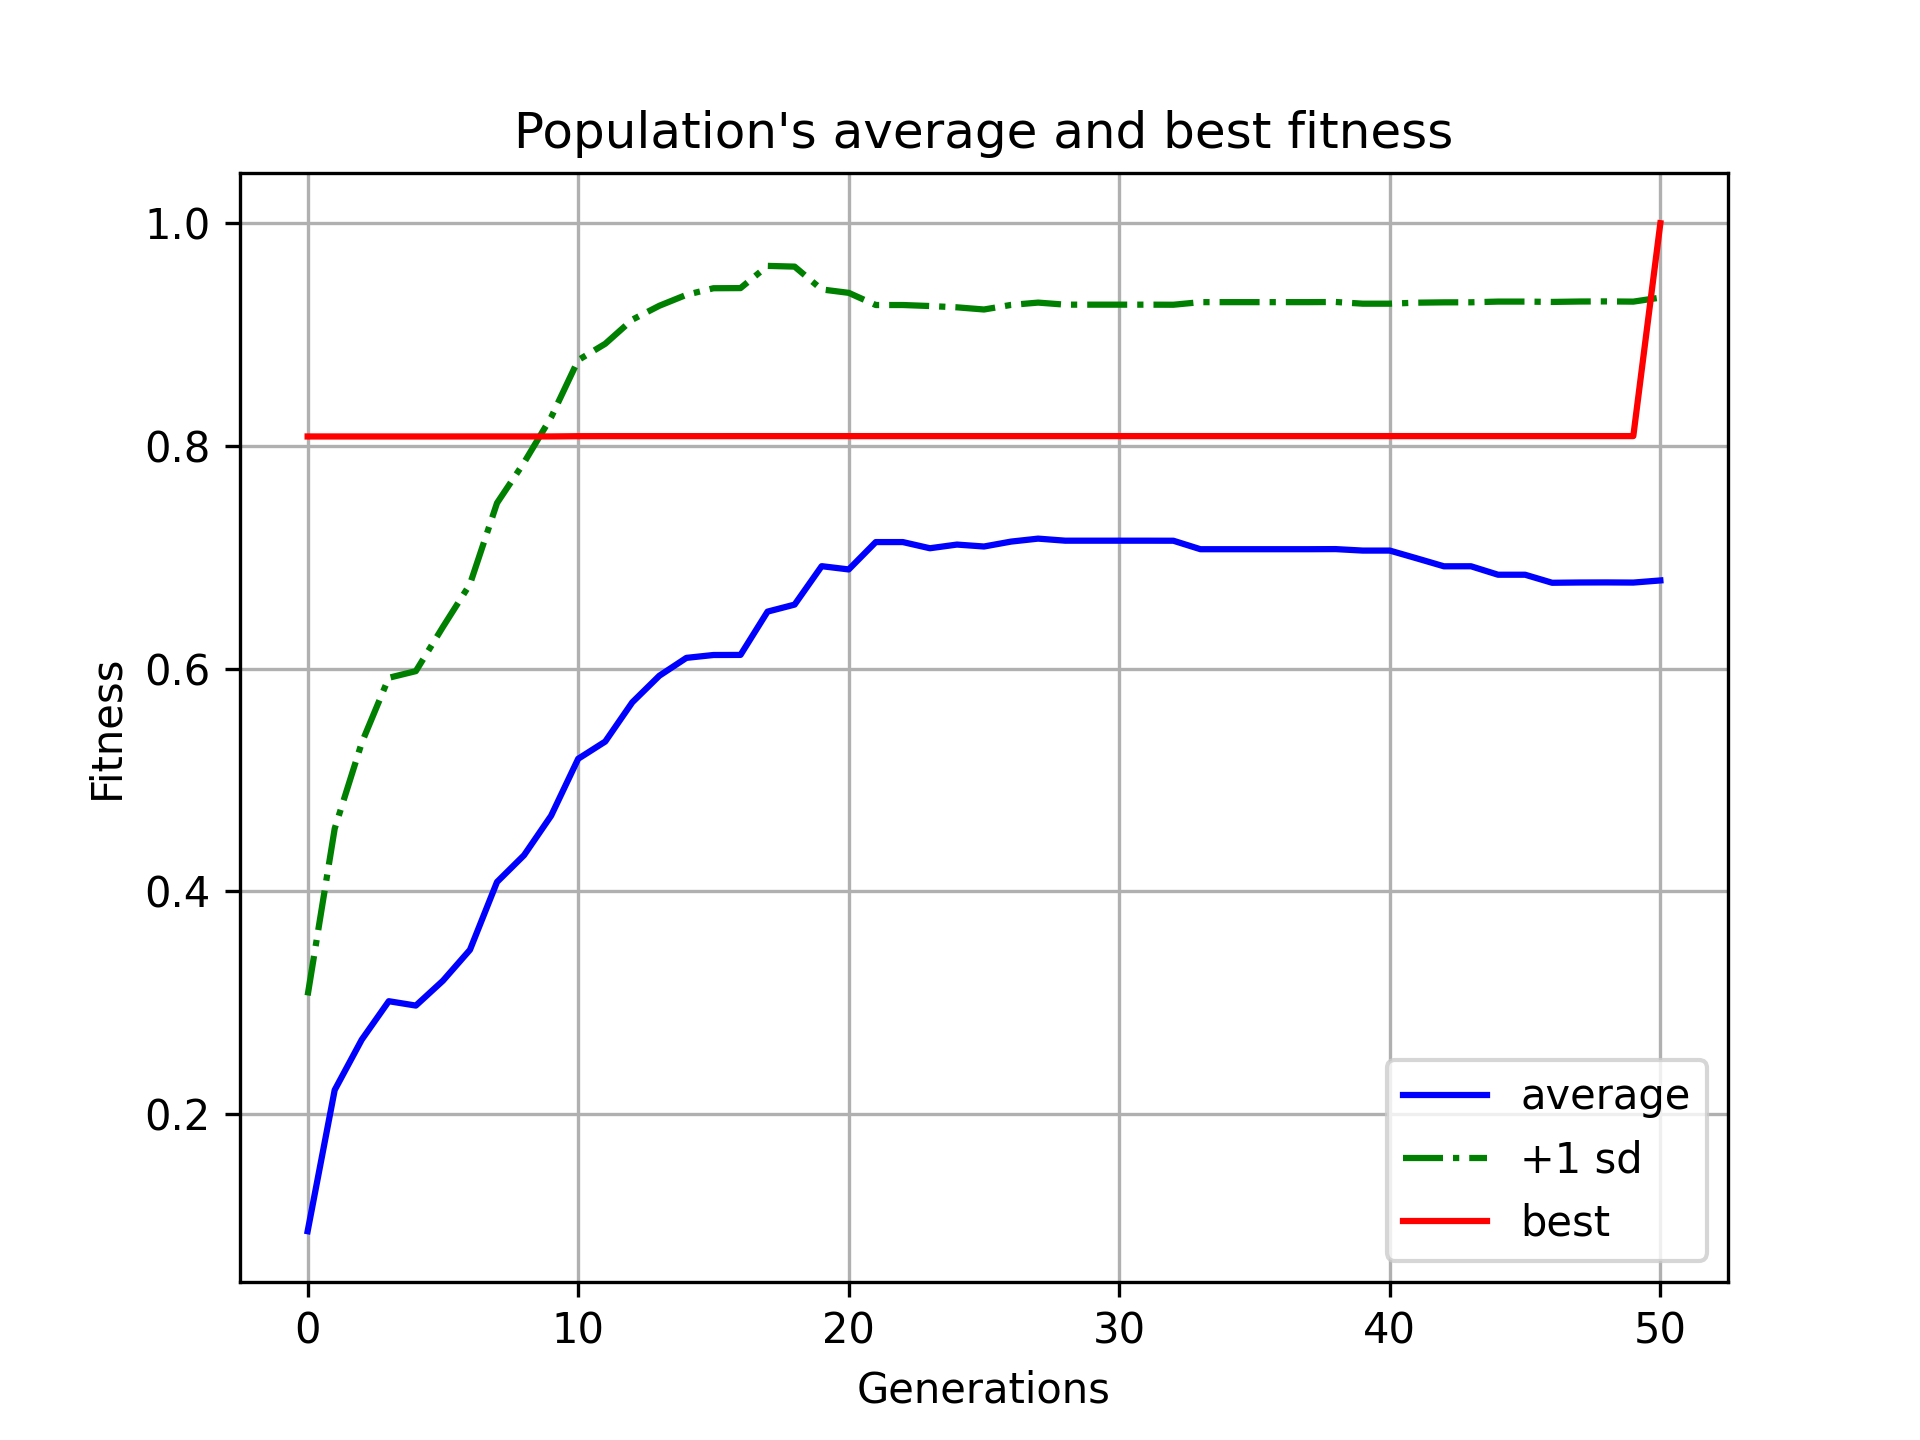 Population's average and best fitness
1.0
0.8
0.6
0.4
0.2
Fitness
0 10 20 30 40 50
Generations
average
+1 sd
best